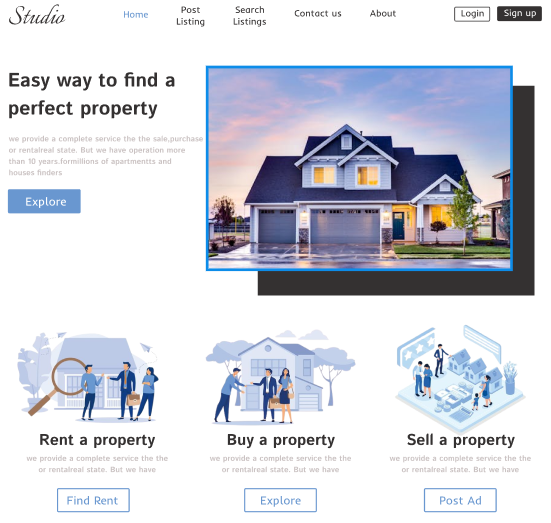 Studio
Home
Post
Listing
Search
Listings
Contact us
About
Login
Sign up
Easy way to find a
perfect property
we provide a complete service the the sale,purchase
or rentalreal state. But we have operation more
than 10 years.formillions of apartmentts and
houses finders
Explore
Rent a property
Buy a property
Sell a property
we provide a complete service the the
or rentalreal state. But we have
we provide a complete service the the
or rentalreal state. But we have
we provide a complete service the the
or rentalreal state. But we have
Find Rent
Explore
Post Ad